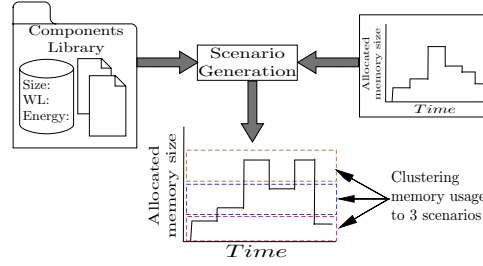 Components
Library
Size:
WL:
Energy:
Scenario
Generation
Allocated
memory size
Time
Allocated
memory size
Time
Clustering
memory usage
to 3 scenarios